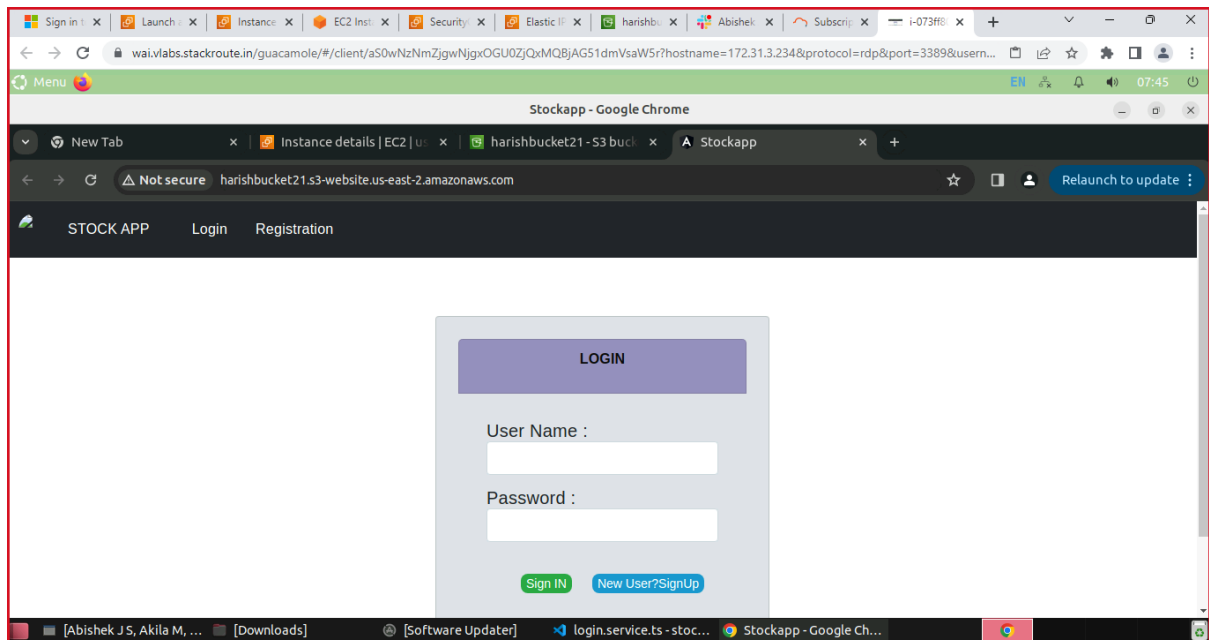 Sign in t
Launch
Instance
EC2 Inst
Security
Elastic IP
harishbu
Abishek
Subscrip
i-073ff8
wai.vlabs.stackroute.in/guacamole/#/client/aS0wNzNmZjgwNjgxOGU0ZjQxMQBjAG51dmVsaW5r?hostname=172.31.3.234&protocol=rdp&port=3389&usern...
Menu
EN
07:45
Stockapp - Google Chrome
New Tab
Instance details | EC2 | us
harishbucket21 - S3 buck
Stockapp
Not secure harishbucket21.s3-website.us-east-2.amazonaws.com
Relaunch to update
STOCK APP Login Registration
LOGIN
User Name :
Password :
Sign IN New User?SignUp
[Abishek J S, Akila M, ... [Downloads] [Software Updater] login.service.ts - stoc... Stockapp - Google Ch...